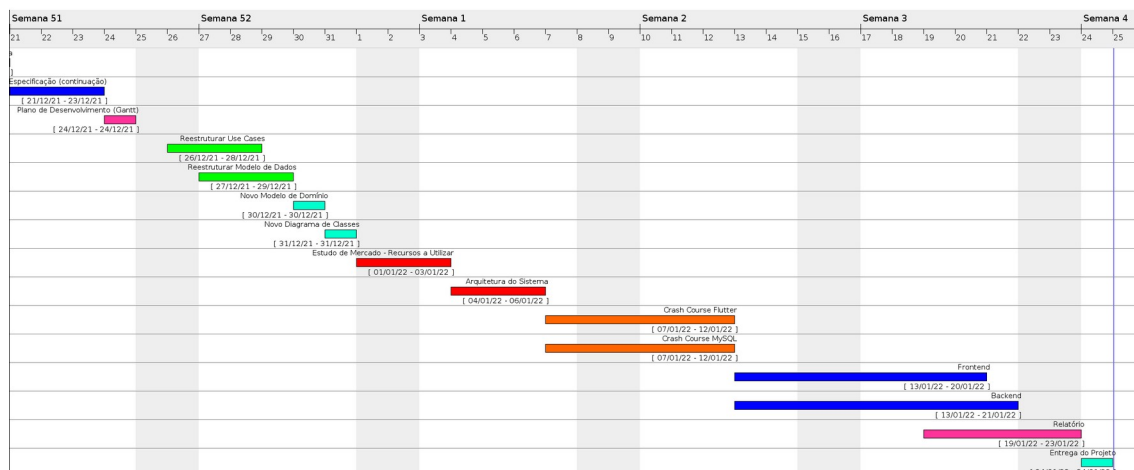 Semana 51 Semana 52 Semana 1 Semana 2 Semana 3 Semana 4
21 22 23 24 25 26 27 28 29 30 31 1 2 3 4 5 6 7 8 9 10 11 12 13 14 15 16 17 18 19 20 21 22 23 24 25
a
]
Especificação (continuação)
[ 21/12/21 - 23/12/21 ]
Plano de Desenvolvimento (Gantt)
[ 24/12/21 - 24/12/21 ]
Reestruturar Use Cases
[ 26/12/21 - 28/12/21 ]
Reestruturar Modelo de Dados
[ 27/12/21 - 29/12/21 ]
Novo Modelo de Domínio
[ 30/12/21 - 30/12/21 ]
Novo Diagrama de Classes
[ 31/12/21 - 31/12/21 ]
Estudo de Mercado - Recursos a Utilizar
[ 01/01/22 - 03/01/22 ]
Arquitetura do Sistema
[ 04/01/22 - 06/01/22 ]
Crash Course Flutter
[ 07/01/22 - 12/01/22 ]
Crash Course MySQL
[ 07/01/22 - 12/01/22 ]
Frontend
[ 13/01/22 - 20/01/22 ]
Backend
[ 13/01/22 - 21/01/22 ]
Relatório
[ 19/01/22 - 23/01/22 ]
Entrega do Projeto